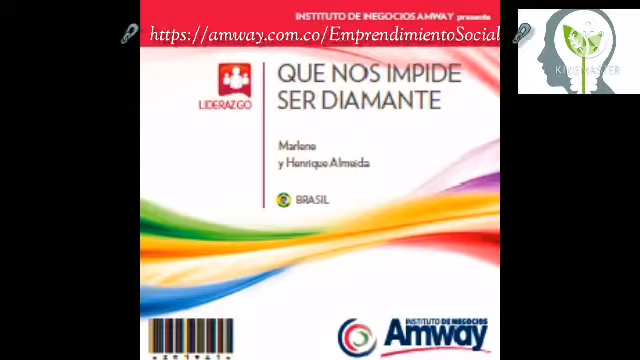 INSTITUTO DE NEGOCIOS AMWAY presenta
https://amway.com.co/EmprendimientoSocial
KINEMASTER
QUE NOS IMPIDE
SER DIAMANTE
LIDERAZGO
Marlene
y Henrique Almeida
BRASIL
INSTITUTO DE NEGOCIOS
Amway